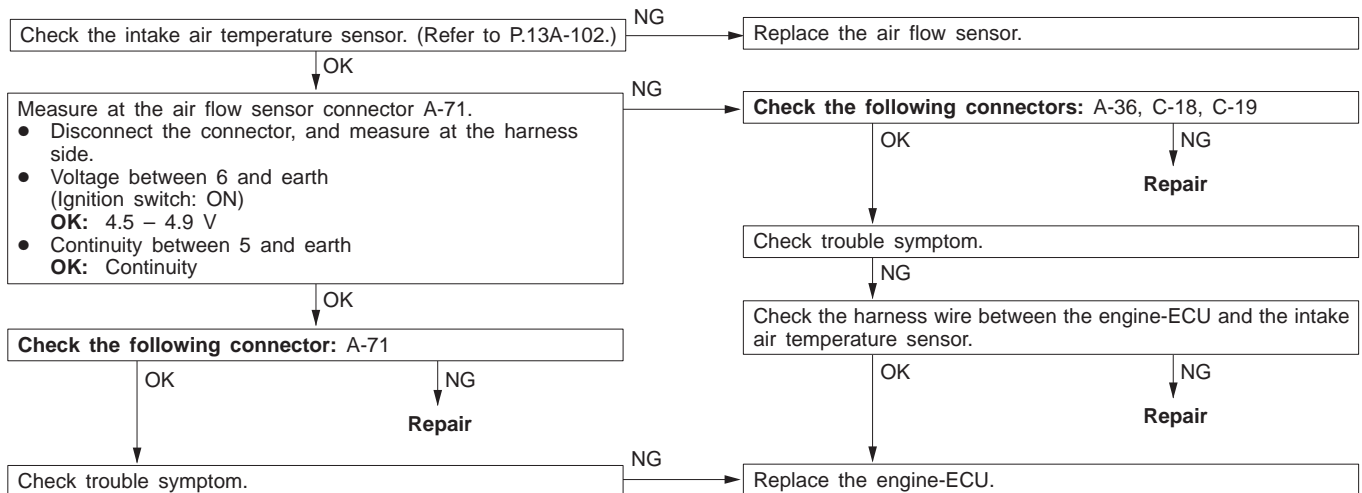 Check the intake air temperature sensor. (Refer to P.13A-102.)
NG
Replace the air flow sensor.
OK
Measure at the air flow sensor connector A-71.
● Disconnect the connector, and measure at the harness
side.
● Voltage between 6 and earth
(Ignition switch: ON)
OK: 4.5 – 4.9 V
● Continuity between 5 and earth
OK: Continuity
NG
Check the following connectors: A-36, C-18, C-19
OK
NG
Repair
Check trouble symptom.
NG
Check the harness wire between the engine-ECU and the intake
air temperature sensor.
OK
NG
Repair
OK
Check the following connector: A-71
OK
NG
Repair
Check trouble symptom.
NG
Replace the engine-ECU.